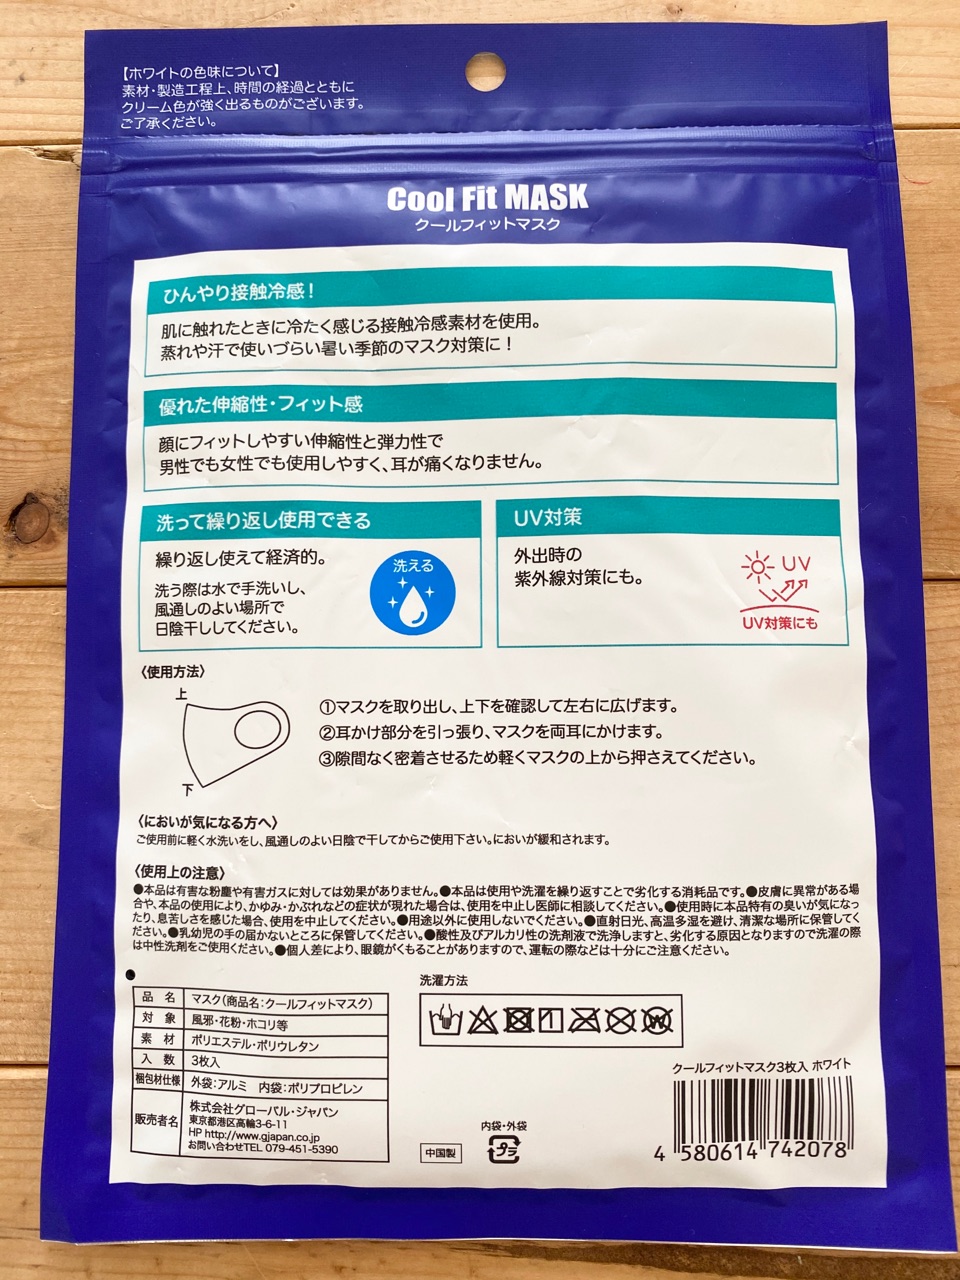 【ホワイトの色味について】
素材・製造工程上、時間の経過とともに
クリーム色が強く出るものがございます。
ご了承ください。
Cool Fit MASK
クールフィットマスク
ひんやり接触冷感！
肌に触れたときに冷たく感じる接触冷感素材を使用。
蒸れや汗で使いづらい暑い季節のマスク対策に！
優れた伸縮性・フィット感
顔にフィットしやすい伸縮性と弾力性で
男性でも女性でも使用しやすく、耳が痛くなりません。
洗って繰り返し使用できる
繰り返し使えて経済的。
洗う際は水で手洗いし、
風通しのよい場所で
日陰干ししてください。
洗える
UV対策
外出時の
紫外線対策にも。
UV
UV対策にも
〈使用方法〉
上
下
①マスクを取り出し、上下を確認して左右に広げます。
②耳かけ部分を引っ張り、マスクを両耳にかけます。
③隙間なく密着させるため軽くマスクの上から押さえてください。
〈においが気になる方へ〉
ご使用前に軽く水洗いをし、風通しのよい日陰で干してからご使用下さい。においが緩和されます。
〈使用上の注意〉
●本品は有害な粉塵や有害ガスに対しては効果がありません。●本品は使用や洗濯を繰り返すことで劣化する消耗品です。●皮膚に異常がある場
合や、本品の使用により、かゆみ・かぶれなどの症状が現れた場合は、使用を中止し医師に相談してください。●使用時に本品特有の臭いが気になっ
たり、息苦しさを感じた場合、使用を中止してください。●用途以外に使用しないでください。●直射日光、高温多湿を避け、清潔な場所に保管してく
ださい。●乳幼児の手の届かないところに保管してください。●酸性及びアルカリ性の洗剤液で洗浄しますと、劣化する原因となりますので洗濯の際
は中性洗剤をご使用ください。●個人差により、眼鏡がくもることがありますので、運転の際などは十分にご注意ください。
品 名 マスク（商品名：クールフィットマスク）
対 象 風邪・花粉・ホコリ等
素 材 ポリエステル・ポリウレタン
入 数 3枚入
梱包材仕様 外袋：アルミ 内袋：ポリプロピレン
販売者名 株式会社グローバル・ジャパン
東京都港区高輪3-6-11
HP http://www.gjapan.co.jp
お問い合わせTEL 079-451-5390
洗濯方法
中国製
内袋・外袋
プラ
クールフィットマスク3枚入 ホワイト
4 580614 742078